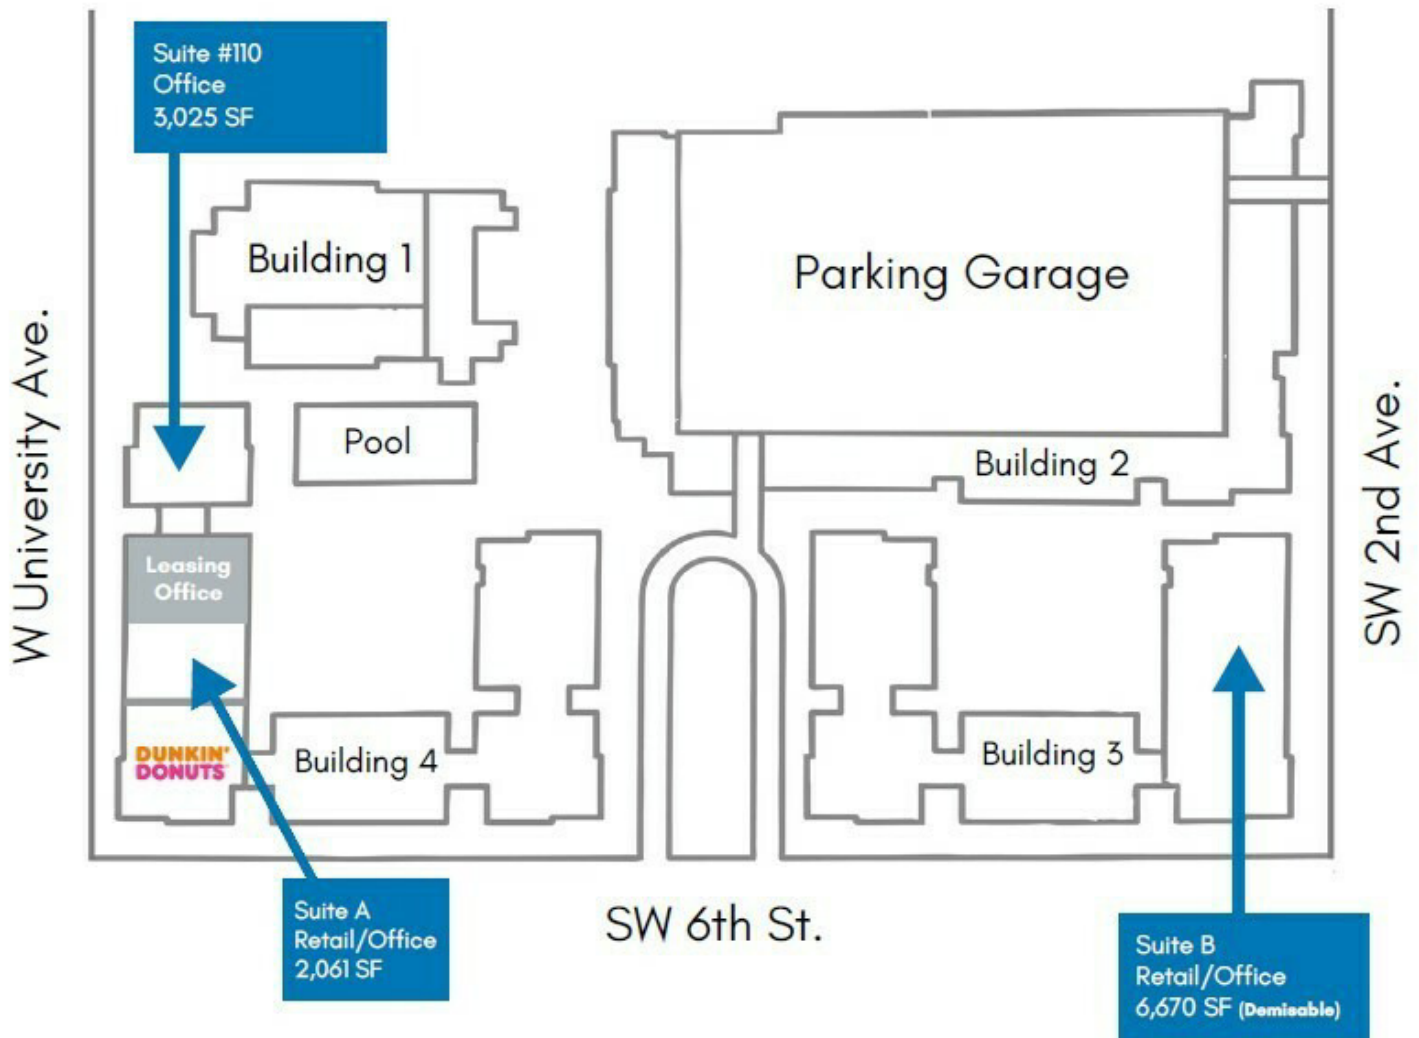 Suite #110
Office
3,025 SF
Building 1
Parking Garage
W University Ave.
Pool
Building 2
SW 2nd Ave.
Leasing
Office
DUNKIN'
DONUTS
Building 4
Building 3
Suite A
Retail/Office
2,061 SF
SW 6th St.
Suite B
Retail/Office
6,670 SF (Demisable)